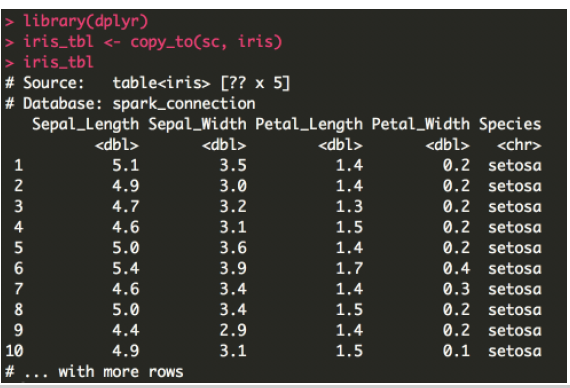 > library(dplyr)
> iris_tbl <- copy_to(sc, iris)
> iris_tbl
# Source:   table<iris> [?? x 5]
# Database: spark_connection
   Sepal_Length Sepal_Width Petal_Length Petal_Width Species
          <dbl>       <dbl>        <dbl>       <dbl>   <chr>
 1          5.1         3.5          1.4         0.2  setosa
 2          4.9         3.0          1.4         0.2  setosa
 3          4.7         3.2          1.3         0.2  setosa
 4          4.6         3.1          1.5         0.2  setosa
 5          5.0         3.6          1.4         0.2  setosa
 6          5.4         3.9          1.7         0.4  setosa
 7          4.6         3.4          1.4         0.3  setosa
 8          5.0         3.4          1.5         0.2  setosa
 9          4.4         2.9          1.4         0.2  setosa
10          4.9         3.1          1.5         0.1  setosa
# ... with more rows